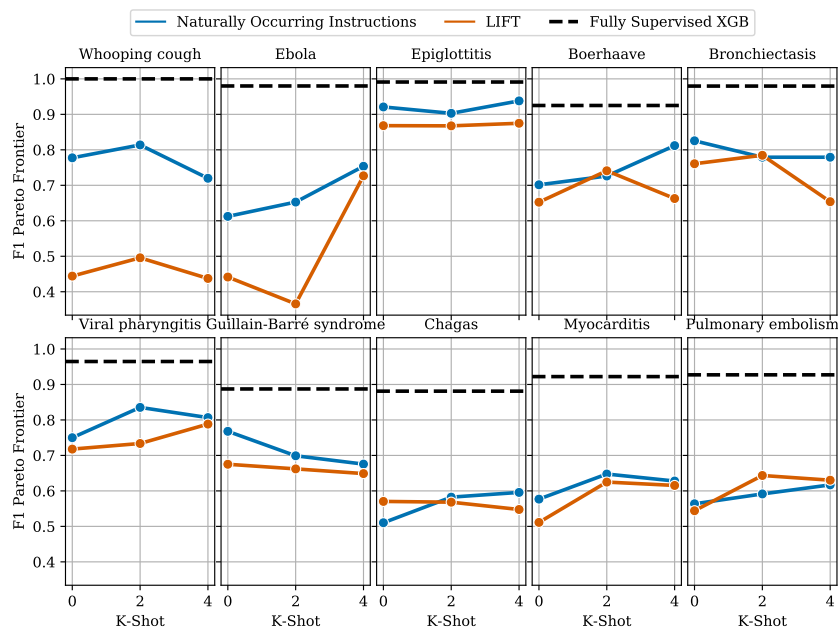 Naturally Occurring Instructions LIFT Fully Supervised XGB
Whooping cough Ebola Epiglottitis Boerhaave Bronchiectasis
1.0
0.9
0.8
0.7
0.6
0.5
0.4
F1 Pareto Frontier
Viral pharyngitis Guillain-Barré syndrome Chagas Myocarditis Pulmonary embolism
1.0
0.9
0.8
0.7
0.6
0.5
0.4
F1 Pareto Frontier
0 2 4 0 2 4 0 2 4 0 2 4 0 2 4
K-Shot K-Shot K-Shot K-Shot K-Shot